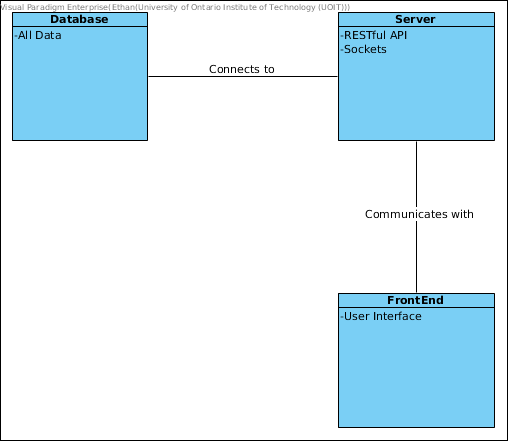 Visual Paradigm Enterprise(Ethan(University of Ontario Institute of Technology (UOIT)))
Database
-All Data
Server
-RESTful API
-Sockets
Connects to
Communicates with
FrontEnd
-User Interface